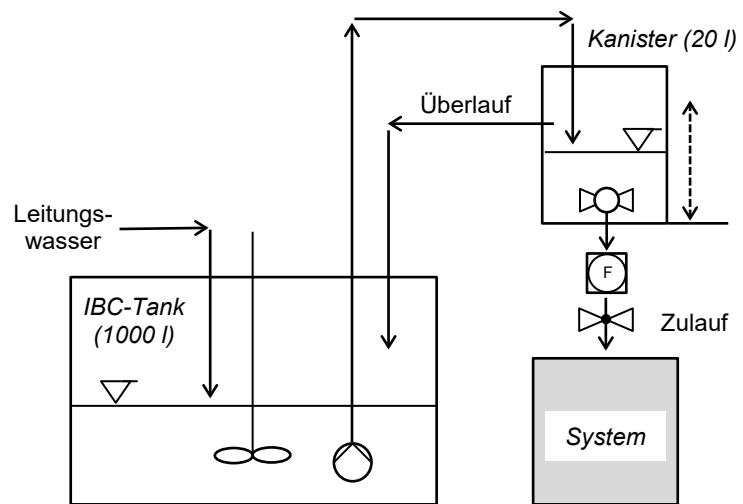 Kanister (20 l)
Überlauf
Leitungs-
wasser
IBC-Tank
(1000 l)
F
Zulauf
System